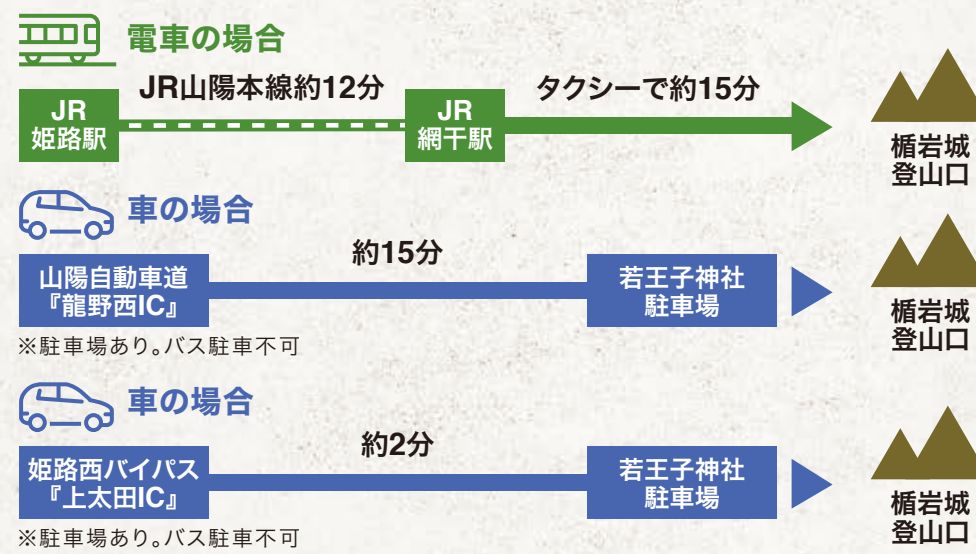 電車の場合
JR山陽本線約12分
タクシーで約15分
JR
姫路駅
JR
網干駅
楯岩城
登山口
車の場合
約15分
山陽自動車道
『龍野西IC』
若王子神社
駐車場
楯岩城
登山口
※駐車場あり。バス駐車不可
車の場合
約2分
姫路西バイパス
『上太田IC』
若王子神社
駐車場
楯岩城
登山口
※駐車場あり。バス駐車不可